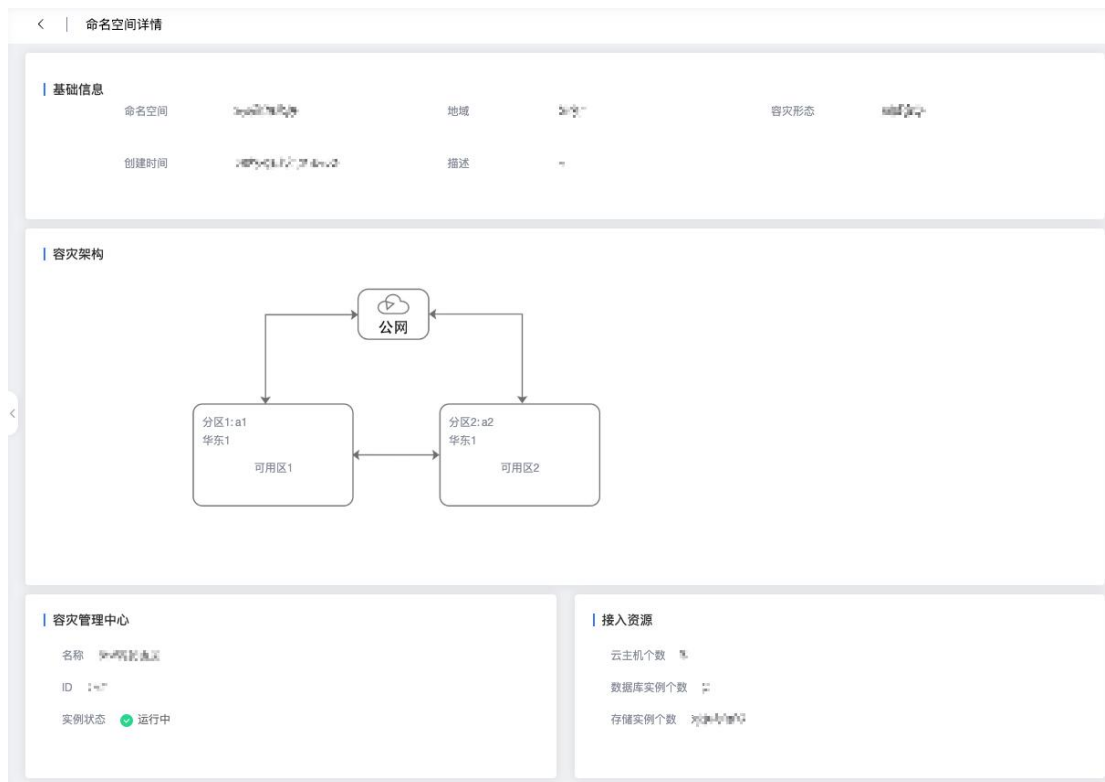 命名空间详情
基础信息
命名空间
地域
容灾形态
创建时间
描述
容灾架构
公网
分区1: a1
华东1
可用区1
分区2: a2
华东1
可用区2
容灾管理中心
名称
ID
实例状态 运行中
接入资源
云主机个数
数据库实例个数
存储实例个数